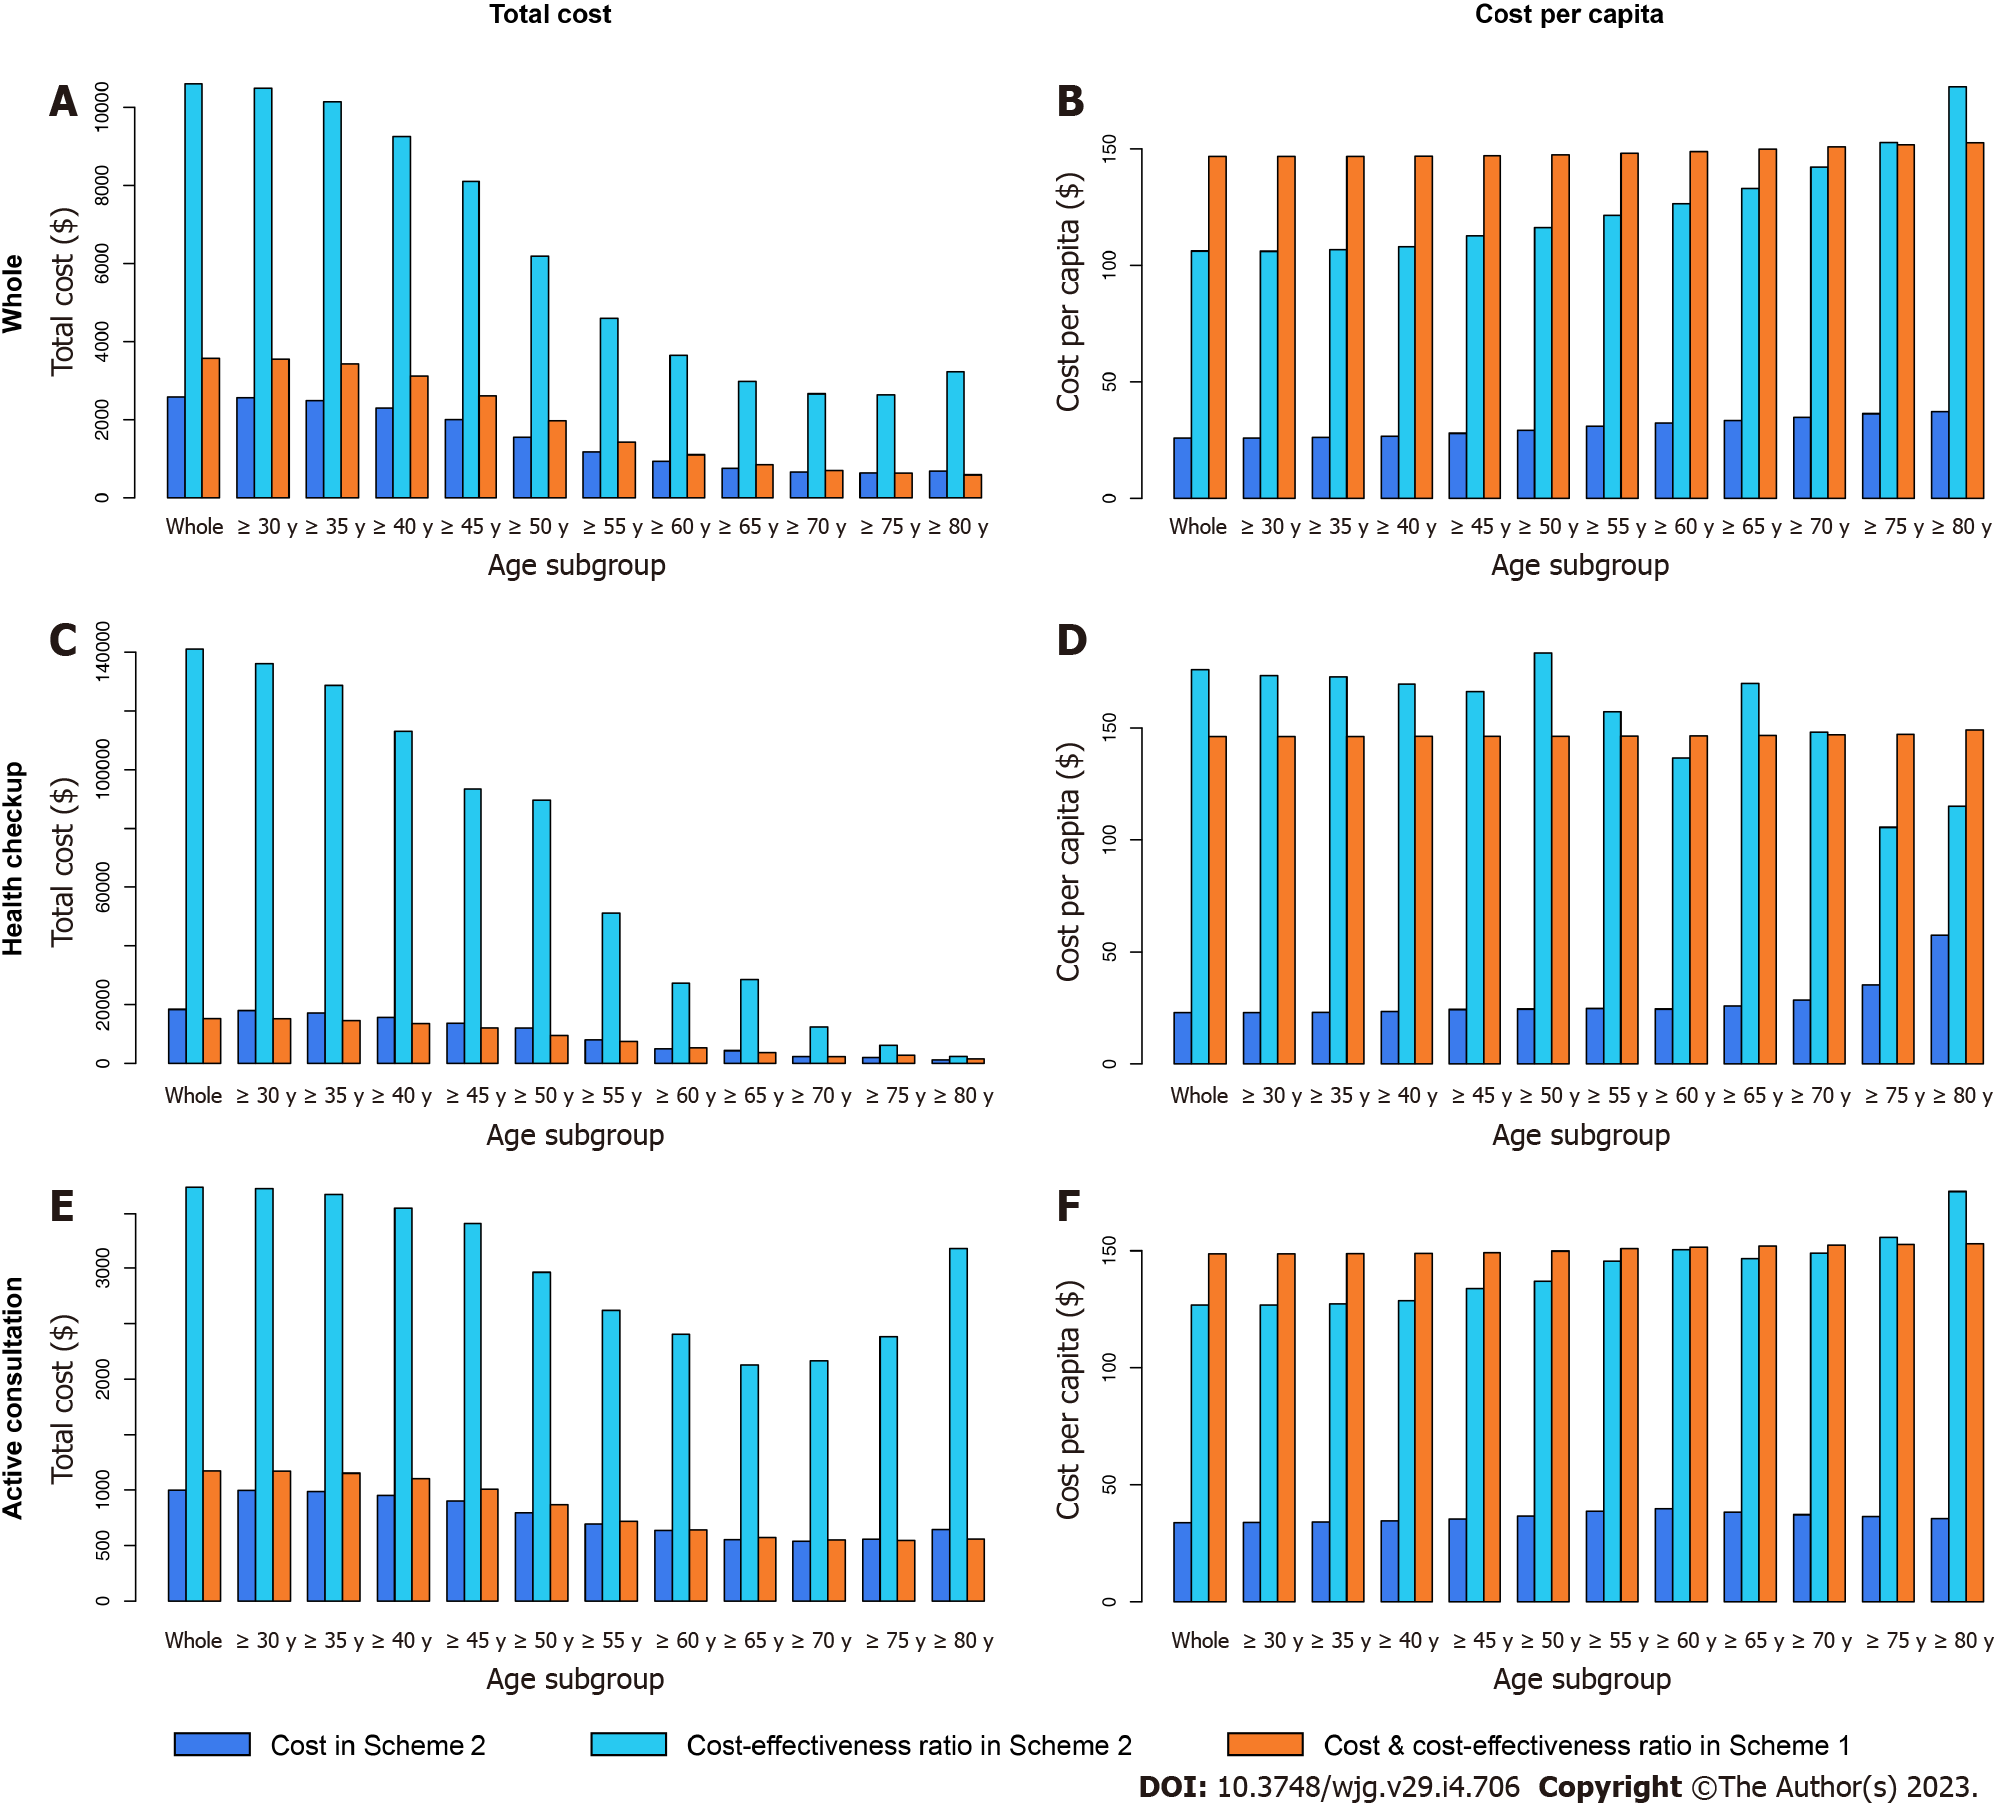 Total cost
Cost per capita
A
Whole
Total cost ($)
0
2000
4000
6000
8000
10000
Whole ≥ 30 y ≥ 35 y ≥ 40 y ≥ 45 y ≥ 50 y ≥ 55 y ≥ 60 y ≥ 65 y ≥ 70 y ≥ 75 y ≥ 80 y
Age subgroup
B
Cost per capita ($)
0
50
100
150
Whole ≥ 30 y ≥ 35 y ≥ 40 y ≥ 45 y ≥ 50 y ≥ 55 y ≥ 60 y ≥ 65 y ≥ 70 y ≥ 75 y ≥ 80 y
Age subgroup
C
Health checkup
Total cost ($)
0
20000
60000
100000
140000
Whole ≥ 30 y ≥ 35 y ≥ 40 y ≥ 45 y ≥ 50 y ≥ 55 y ≥ 60 y ≥ 65 y ≥ 70 y ≥ 75 y ≥ 80 y
Age subgroup
D
Cost per capita ($)
0
50
100
150
Whole ≥ 30 y ≥ 35 y ≥ 40 y ≥ 45 y ≥ 50 y ≥ 55 y ≥ 60 y ≥ 65 y ≥ 70 y ≥ 75 y ≥ 80 y
Age subgroup
E
Active consultation
Total cost ($)
0
500
1000
2000
3000
Whole ≥ 30 y ≥ 35 y ≥ 40 y ≥ 45 y ≥ 50 y ≥ 55 y ≥ 60 y ≥ 65 y ≥ 70 y ≥ 75 y ≥ 80 y
Age subgroup
F
Cost per capita ($)
0
50
100
150
Whole ≥ 30 y ≥ 35 y ≥ 40 y ≥ 45 y ≥ 50 y ≥ 55 y ≥ 60 y ≥ 65 y ≥ 70 y ≥ 75 y ≥ 80 y
Age subgroup
Cost in Scheme 2
Cost-effectiveness ratio in Scheme 2
Cost & cost-effectiveness ratio in Scheme 1
DOI: 10.3748/wjg.v29.i4.706 Copyright ©The Author(s) 2023.